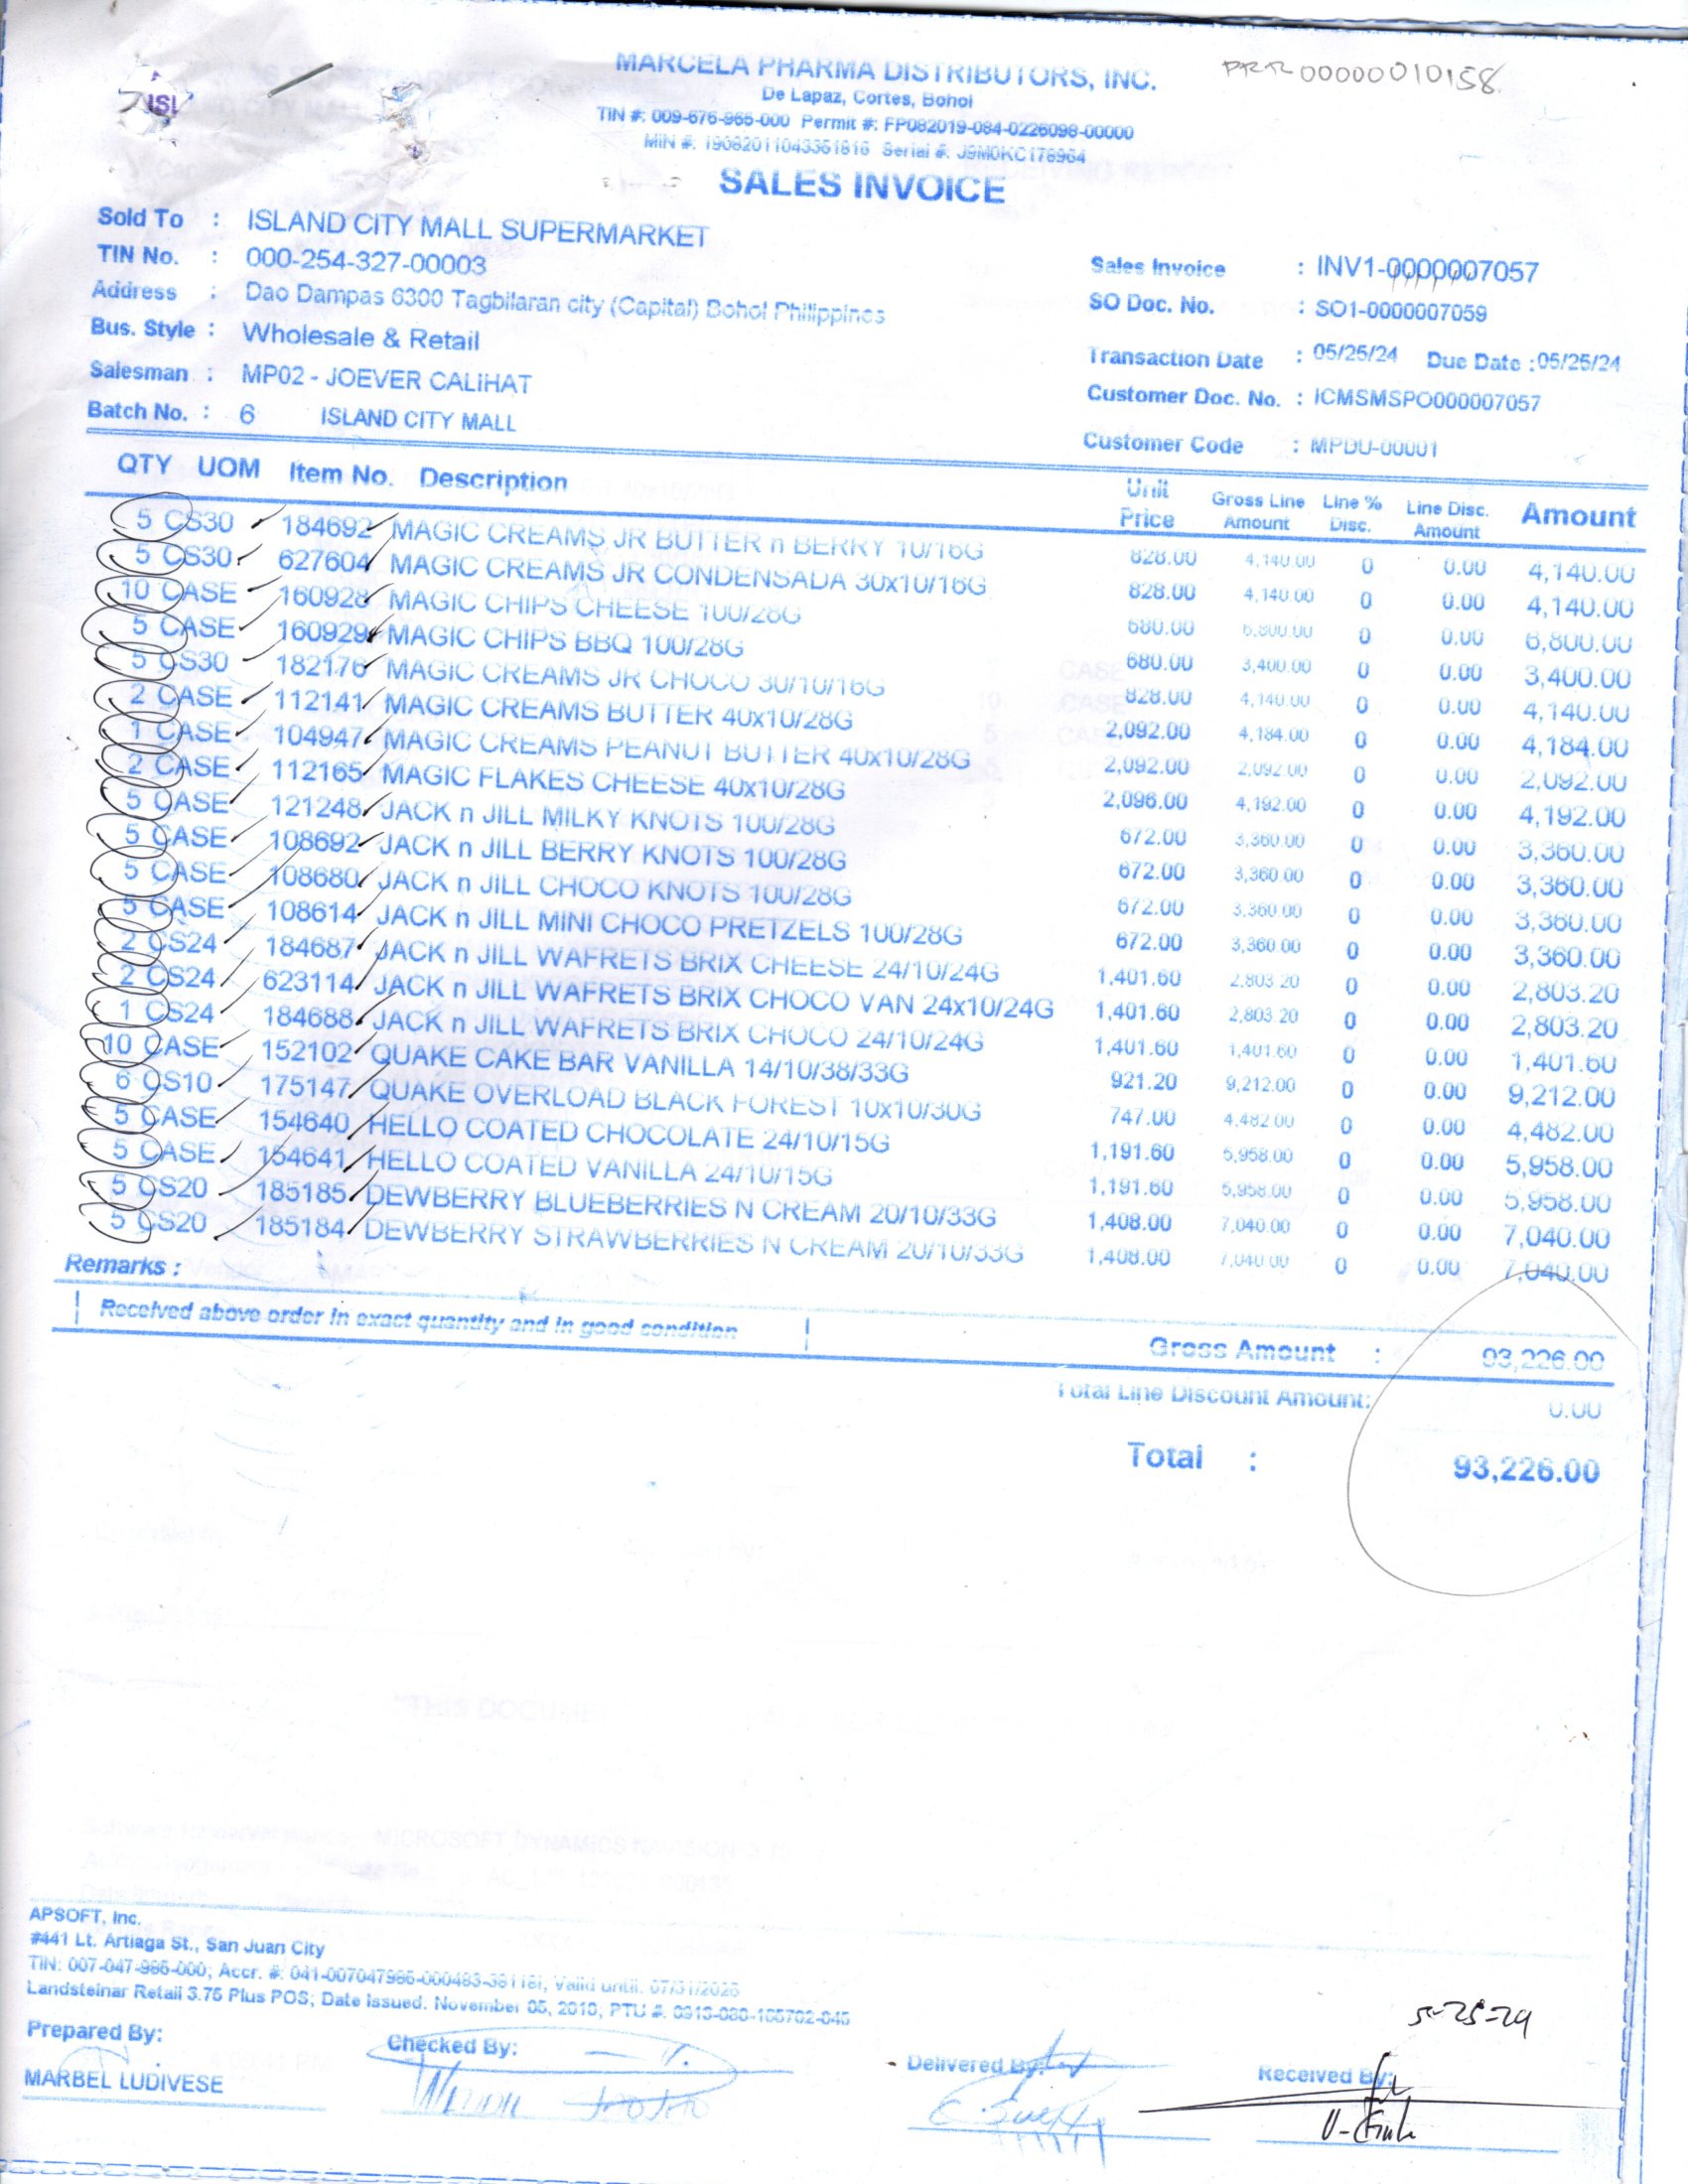 ISI
PRR00000010158
MARCELA PHARMA DISTRIBUTORS, INC.
De Lapaz, Cortes, Bohol
TIN #: 009-676-965-000 Permit #: FP082019-084-0226098-00000
MIN #: 19082011043351816 Serial #: J9M0KC178964
SALES INVOICE
Sold To : ISLAND CITY MALL SUPERMARKET
TIN No. : 000-254-327-00003
Address : Dao Dampas 6300 Tagbilaran city (Capital) Bohol Philippines
Bus. Style : Wholesale & Retail
Salesman : MP02 - JOEVER CALIHAT
Batch No. : 6 ISLAND CITY MALL
Sales Invoice : INV1-0000007057
SO Doc. No. : SO1-0000007059
Transaction Date : 05/25/24 Due Date : 05/25/24
Customer Doc. No. : ICMSMSPO000007057
Customer Code : MPDU-00001
QTY UOM Item No. Description Unit Price Gross Line Amount Line % Disc. Line Disc. Amount Amount
5 CS30 184692 MAGIC CREAMS JR BUTTER n BERRY 10/16G 828.00 4,140.00 0 0.00 4,140.00
5 CS30 627604 MAGIC CREAMS JR CONDENSADA 30x10/16G 828.00 4,140.00 0 0.00 4,140.00
10 CASE 160928 MAGIC CHIPS CHEESE 100/28G 680.00 6,800.00 0 0.00 6,800.00
5 CASE 160929 MAGIC CHIPS BBQ 100/28G 680.00 3,400.00 0 0.00 3,400.00
5 CS30 182176 MAGIC CREAMS JR CHOCO 30/10/16G 828.00 4,140.00 0 0.00 4,140.00
2 CASE 112141 MAGIC CREAMS BUTTER 40x10/28G 2,092.00 4,184.00 0 0.00 4,184.00
1 CASE 104947 MAGIC CREAMS PEANUT BUTTER 40x10/28G 2,092.00 2,092.00 0 0.00 2,092.00
2 CASE 112165 MAGIC FLAKES CHEESE 40x10/28G 2,096.00 4,192.00 0 0.00 4,192.00
5 CASE 121248 JACK n JILL MILKY KNOTS 100/28G 672.00 3,360.00 0 0.00 3,360.00
5 CASE 108692 JACK n JILL BERRY KNOTS 100/28G 672.00 3,360.00 0 0.00 3,360.00
5 CASE 108680 JACK n JILL CHOCO KNOTS 100/28G 672.00 3,360.00 0 0.00 3,360.00
5 CASE 108614 JACK n JILL MINI CHOCO PRETZELS 100/28G 672.00 3,360.00 0 0.00 3,360.00
2 CS24 184687 JACK n JILL WAFRETS BRIX CHEESE 24/10/24G 1,401.60 2,803.20 0 0.00 2,803.20
2 CS24 623114 JACK n JILL WAFRETS BRIX CHOCO VAN 24x10/24G 1,401.60 2,803.20 0 0.00 2,803.20
1 CS24 184688 JACK n JILL WAFRETS BRIX CHOCO 24/10/24G 1,401.60 1,401.60 0 0.00 1,401.60
10 CASE 152102 QUAKE CAKE BAR VANILLA 14/10/38/33G 921.20 9,212.00 0 0.00 9,212.00
6 CS10 175147 QUAKE OVERLOAD BLACK FOREST 10x10/30G 747.00 4,482.00 0 0.00 4,482.00
5 CASE 154640 HELLO COATED CHOCOLATE 24/10/15G 1,191.60 5,958.00 0 0.00 5,958.00
5 CASE 154641 HELLO COATED VANILLA 24/10/15G 1,191.60 5,958.00 0 0.00 5,958.00
5 CS20 185185 DEWBERRY BLUEBERRIES N CREAM 20/10/33G 1,408.00 7,040.00 0 0.00 7,040.00
5 CS20 185184 DEWBERRY STRAWBERRIES N CREAM 20/10/33G 1,408.00 7,040.00 0 0.00 7,040.00
Remarks :
Received above order in exact quantity and in good condition
Gross Amount : 93,226.00
Total Line Discount Amount: 0.00
Total : 93,226.00
APSOFT, Inc.
#441 Lt. Artiaga St., San Juan City
TIN: 007-047-986-000; Accr. #: Valid until: 07/31/2025
Landsteinar Retail 3.75 Plus POS; Date Issued: November 05, PTU #:
5-25-24
Prepared By: Checked By: Delivered By: Received By:
MARBEL LUDIVESE